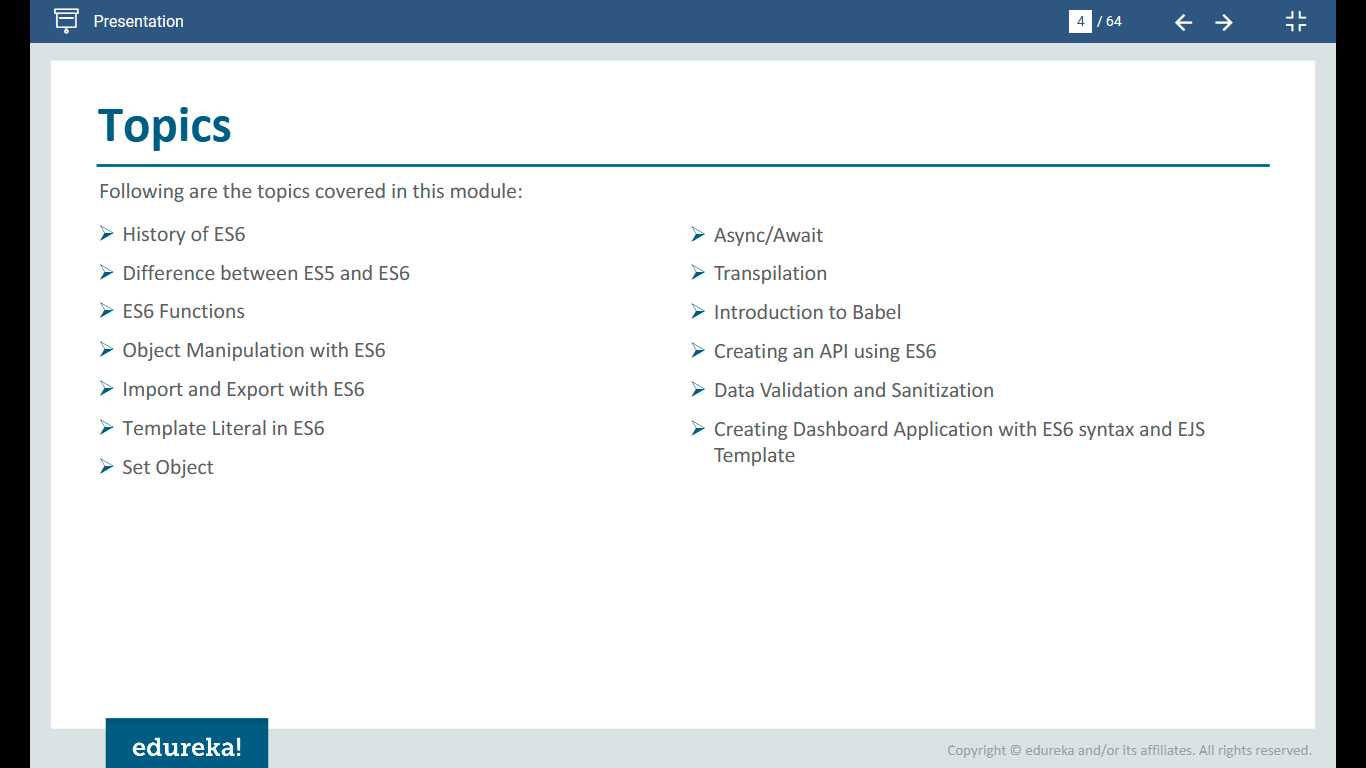 Presentation
4 / 64
Topics
Following are the topics covered in this module:
History of ES6
Difference between ES5 and ES6
ES6 Functions
Object Manipulation with ES6
Import and Export with ES6
Template Literal in ES6
Set Object
Async/Await
Transpilation
Introduction to Babel
Creating an API using ES6
Data Validation and Sanitization
Creating Dashboard Application with ES6 syntax and EJS
Template
edureka!
Copyright © edureka and/or its affiliates. All rights reserved.